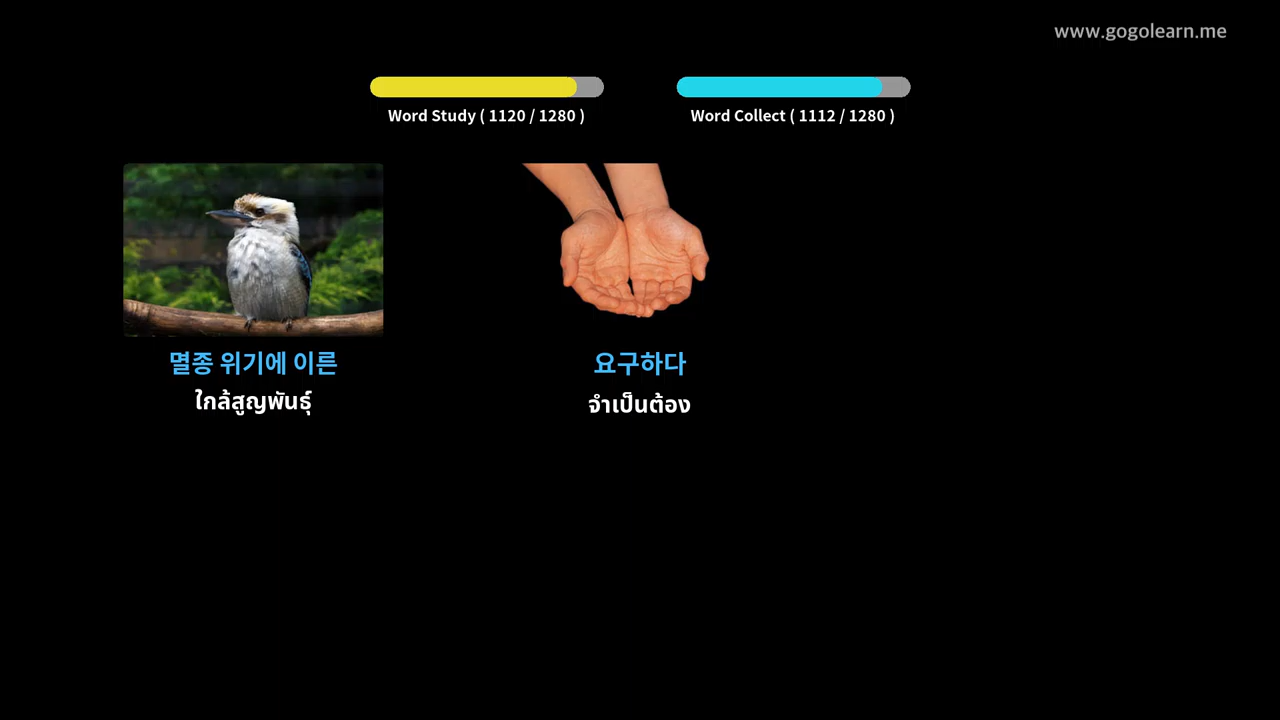 www.gogolearn.me
Word Study ( 1120 / 1280 )
Word Collect ( 1112 / 1280 )
멸종 위기에 이른
ใกล้สูญพันธุ์
요구하다
จำเป็นต้อง